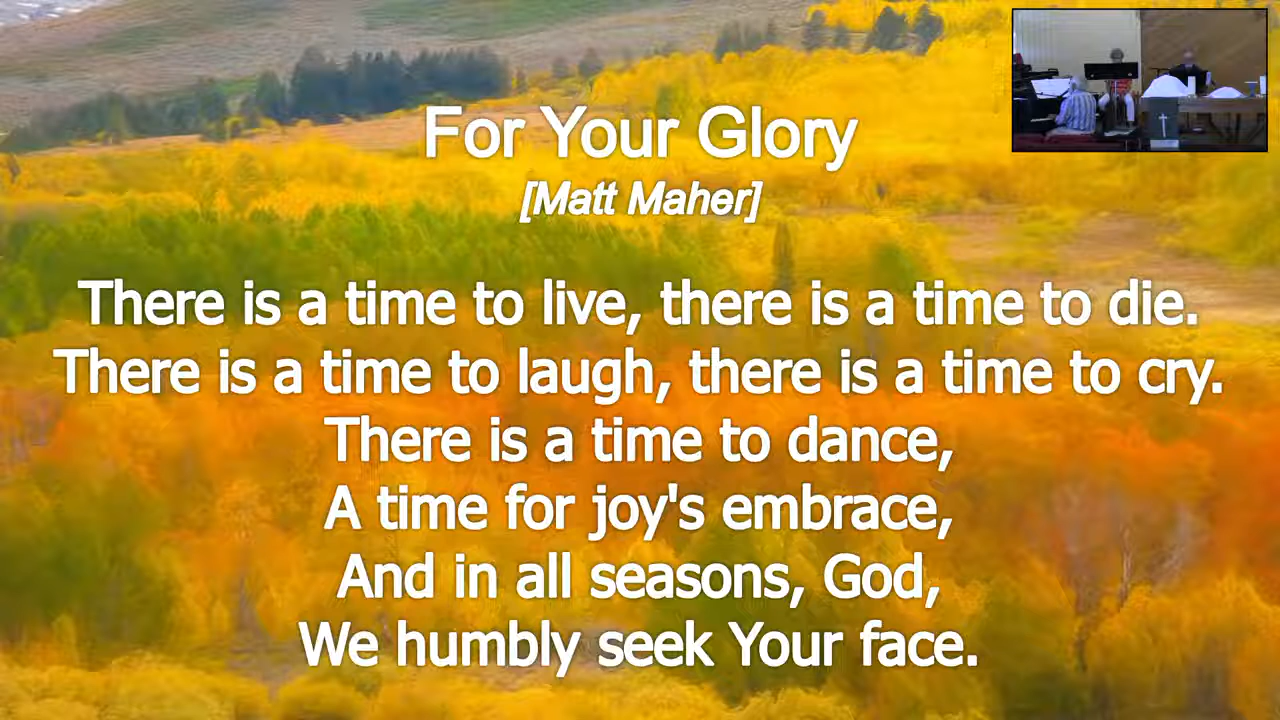 For Your Glory
[Matt Maher]
There is a time to live, there is a time to die.
There is a time to laugh, there is a time to cry.
There is a time to dance,
A time for joy's embrace,
And in all seasons, God,
We humbly seek Your face.